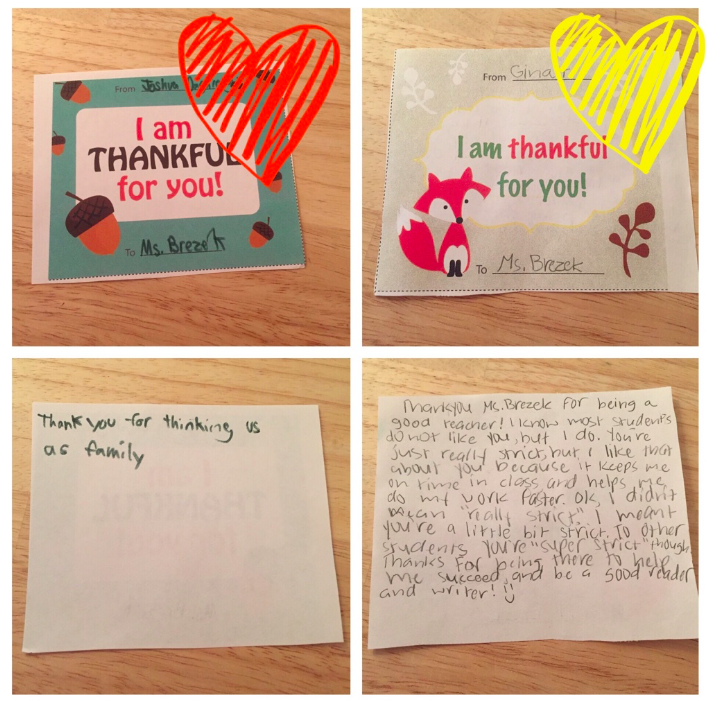 From Joshua
I am
THANKFUL
for you!
To Ms. Brezek
From Gina
I am thankful
for you!
To Ms. Brezek
Thank you for thinking us
as family
Thankyou Ms. Brezek for being a
good reacher! I know most students
do not like you, but I do. You're
just really strict, but I like that
about you because it keeps me
on time in class and helps me
do my work faster. Ok, I didn't
mean "really strict". I meant
you're a little bit strict. To other
students you're "super strict" though.
Thanks for being there to help
me succeed, and be a good reader
and writer! :)